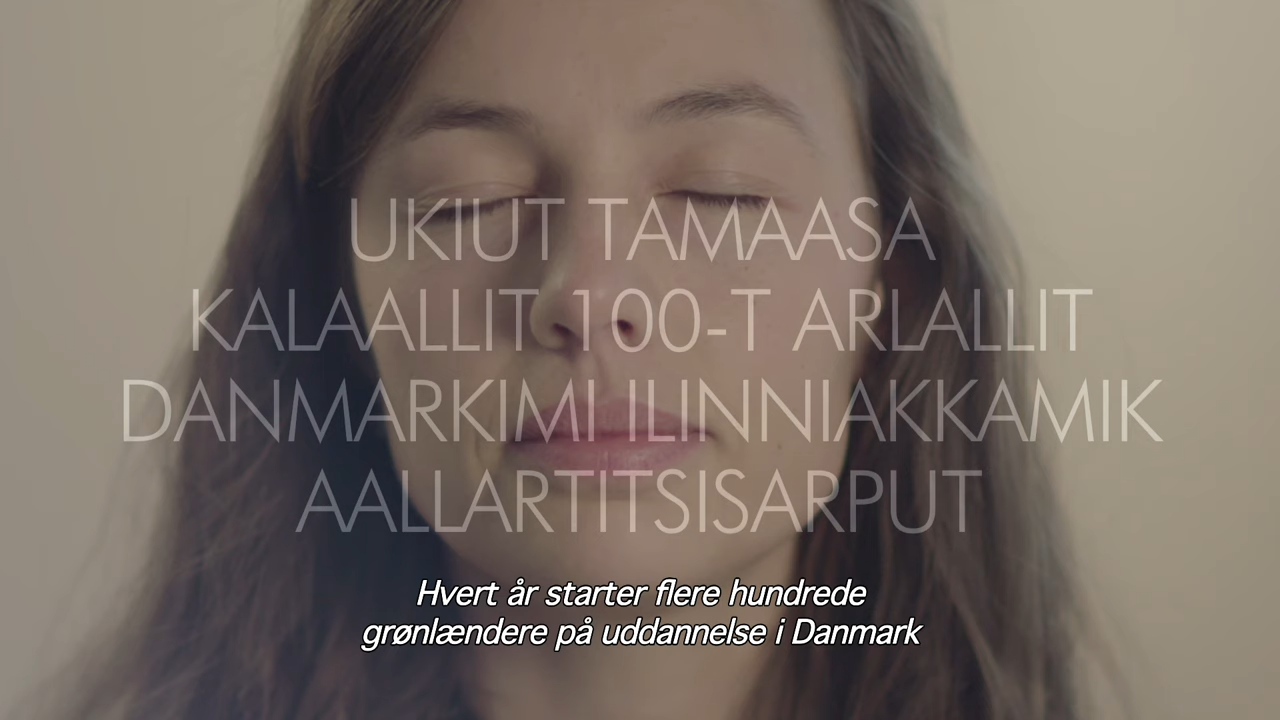 UKIUT TAMAASA
KALAALLIT 100-T ARLALLIT
DANMARKIMI ILINNIAKKAMIK
AALLARTITSISARPUT
Hvert år starter flere hundrede
grønlændere på uddannelse i Danmark